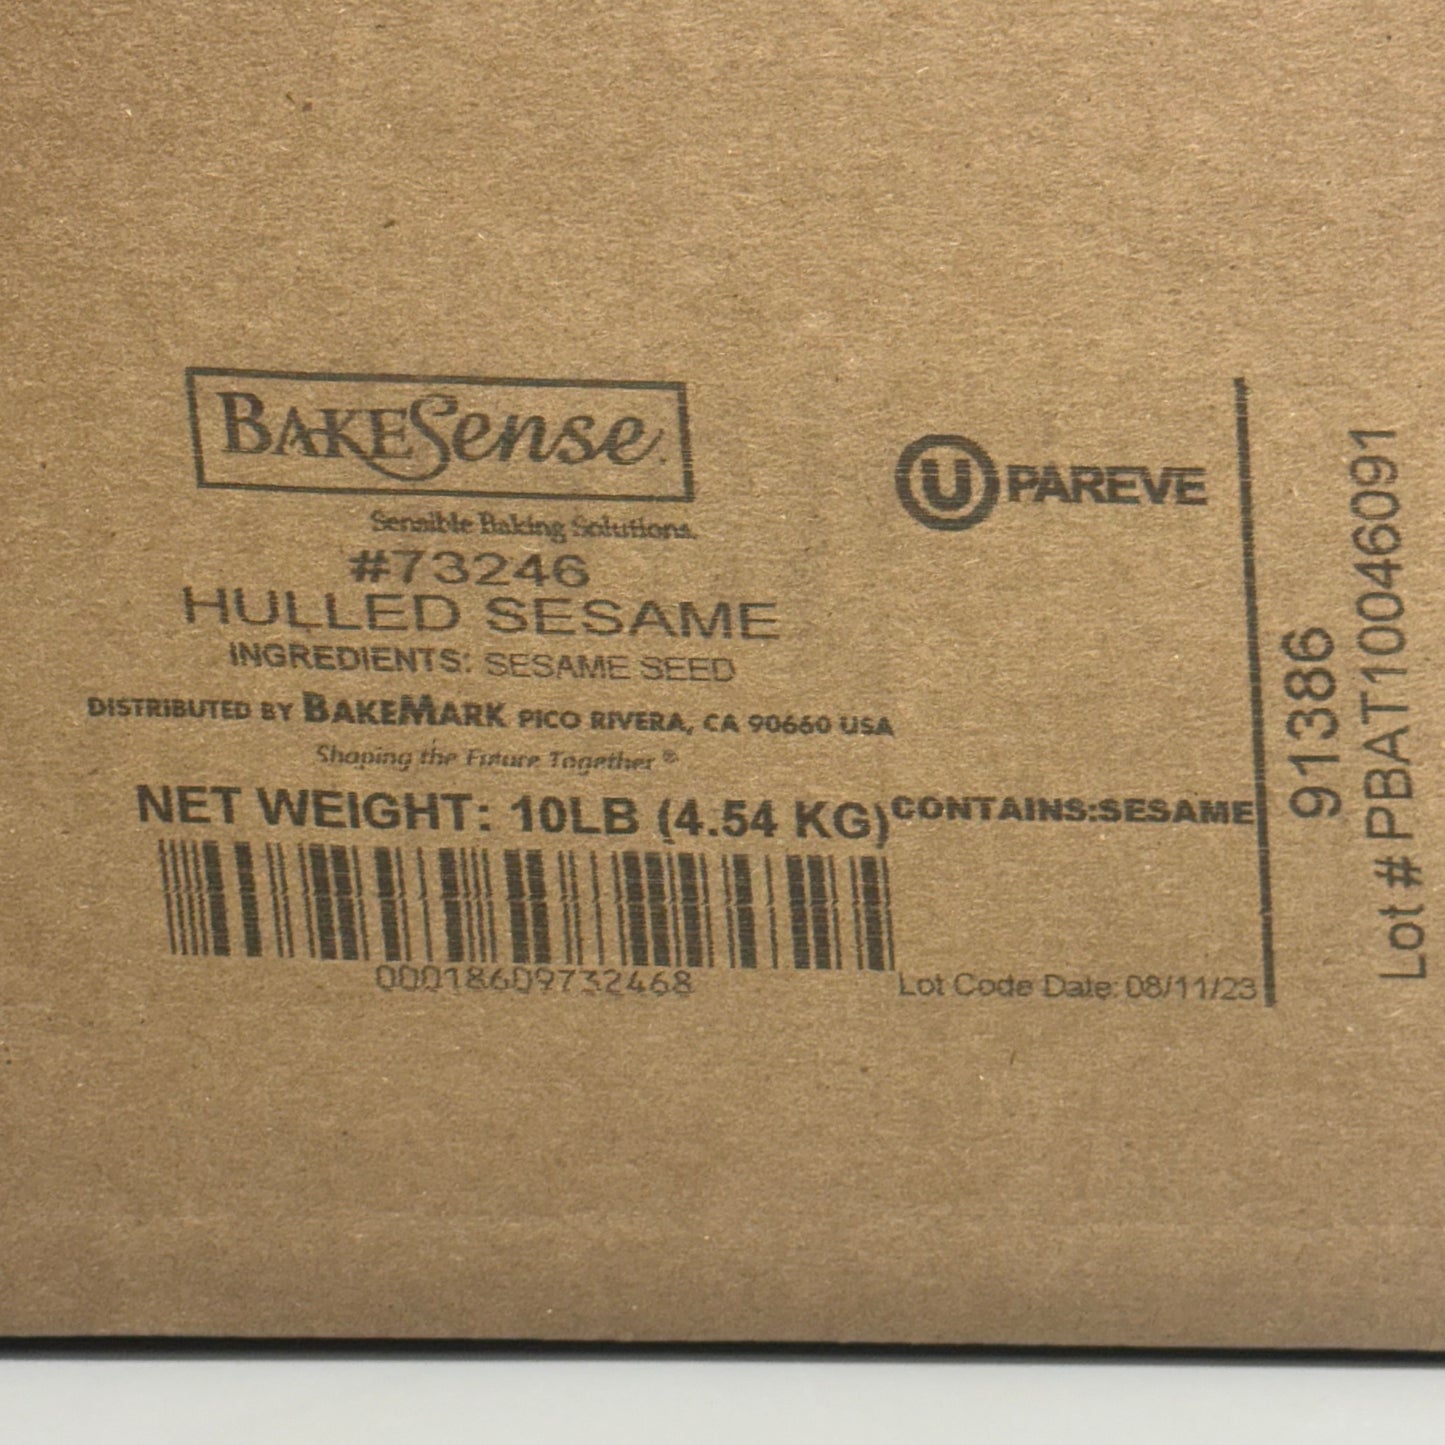 BAKESense.
Sensible Baking Solutions.
#73246
HULLED SESAME
INGREDIENTS: SESAME SEED
DISTRIBUTED BY BAKEMARK PICO RIVERA, CA 90660 USA
Shaping the Future Together ®
NET WEIGHT: 10LB (4.54 KG)
00018609732468
U PAREVE
CONTAINS:SESAME
Lot Code Date: 08/11/23
91386
Lot # PBAT10046091